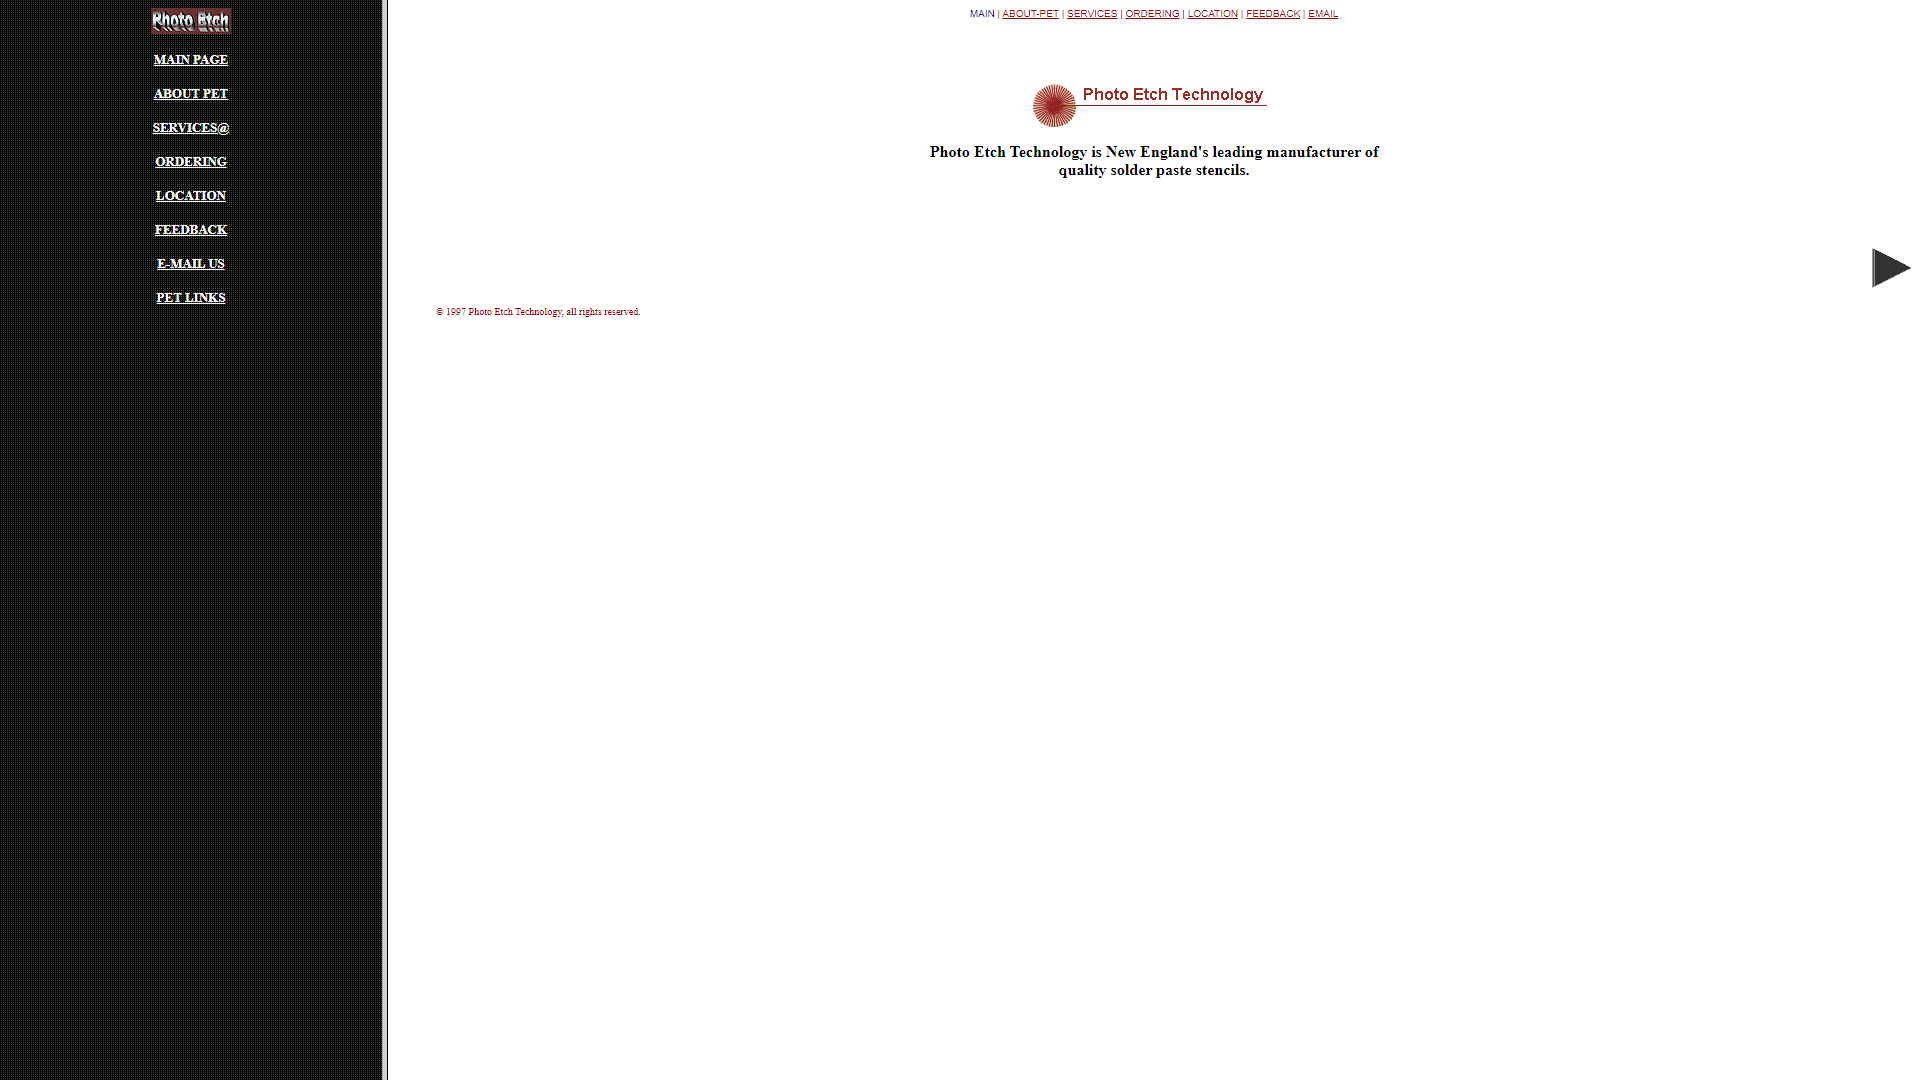 Photo Etch
MAIN PAGE
ABOUT PET
SERVICES@
ORDERING
LOCATION
FEEDBACK
E-MAIL US
PET LINKS
MAIN | ABOUT-PET | SERVICES | ORDERING | LOCATION | FEEDBACK | EMAIL
Photo Etch Technology
Photo Etch Technology is New England's leading manufacturer of
quality solder paste stencils.
© 1997 Photo Etch Technology, all rights reserved.